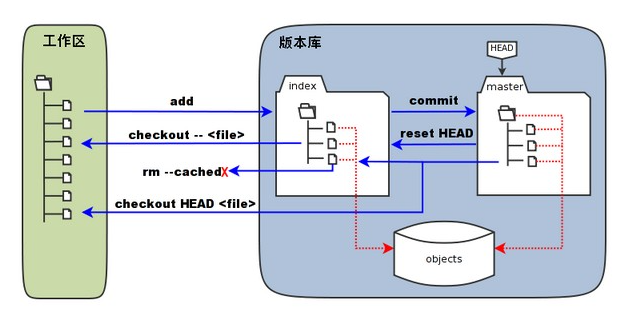 工作区
版本库
HEAD
index
master
add
commit
checkout -- <file>
reset HEAD
rm --cached
X
checkout HEAD <file>
objects